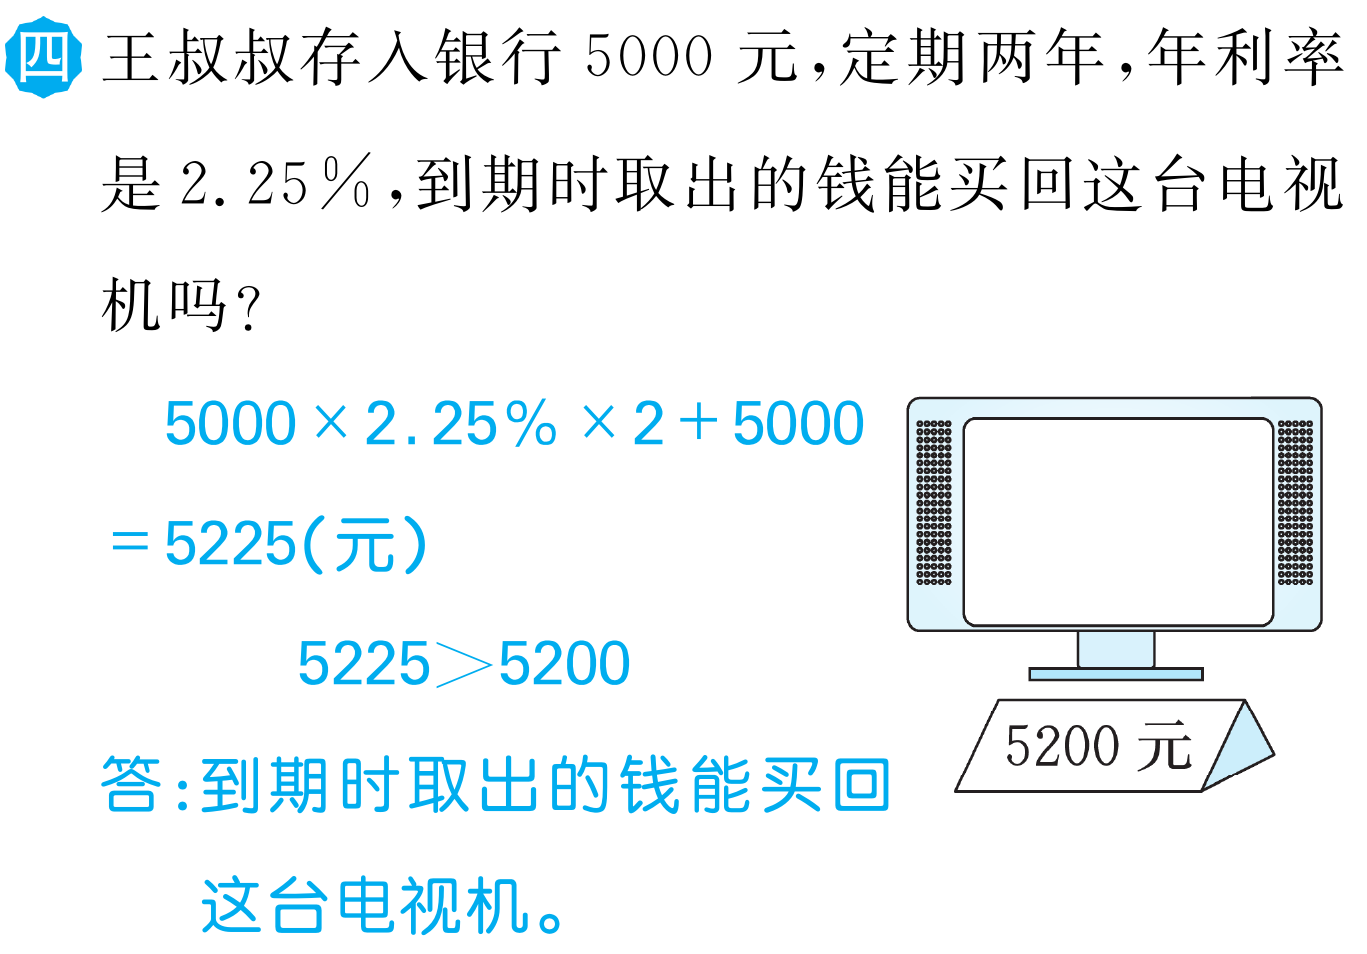 四 王叔叔存入银行 5000 元,定期两年,年利率
是 2.25%,到期时取出的钱能买回这台电视
机吗?
5000×2.25%×2+5000
=5225(元)
5225>5200
5200 元
答:到期时取出的钱能买回
这台电视机。